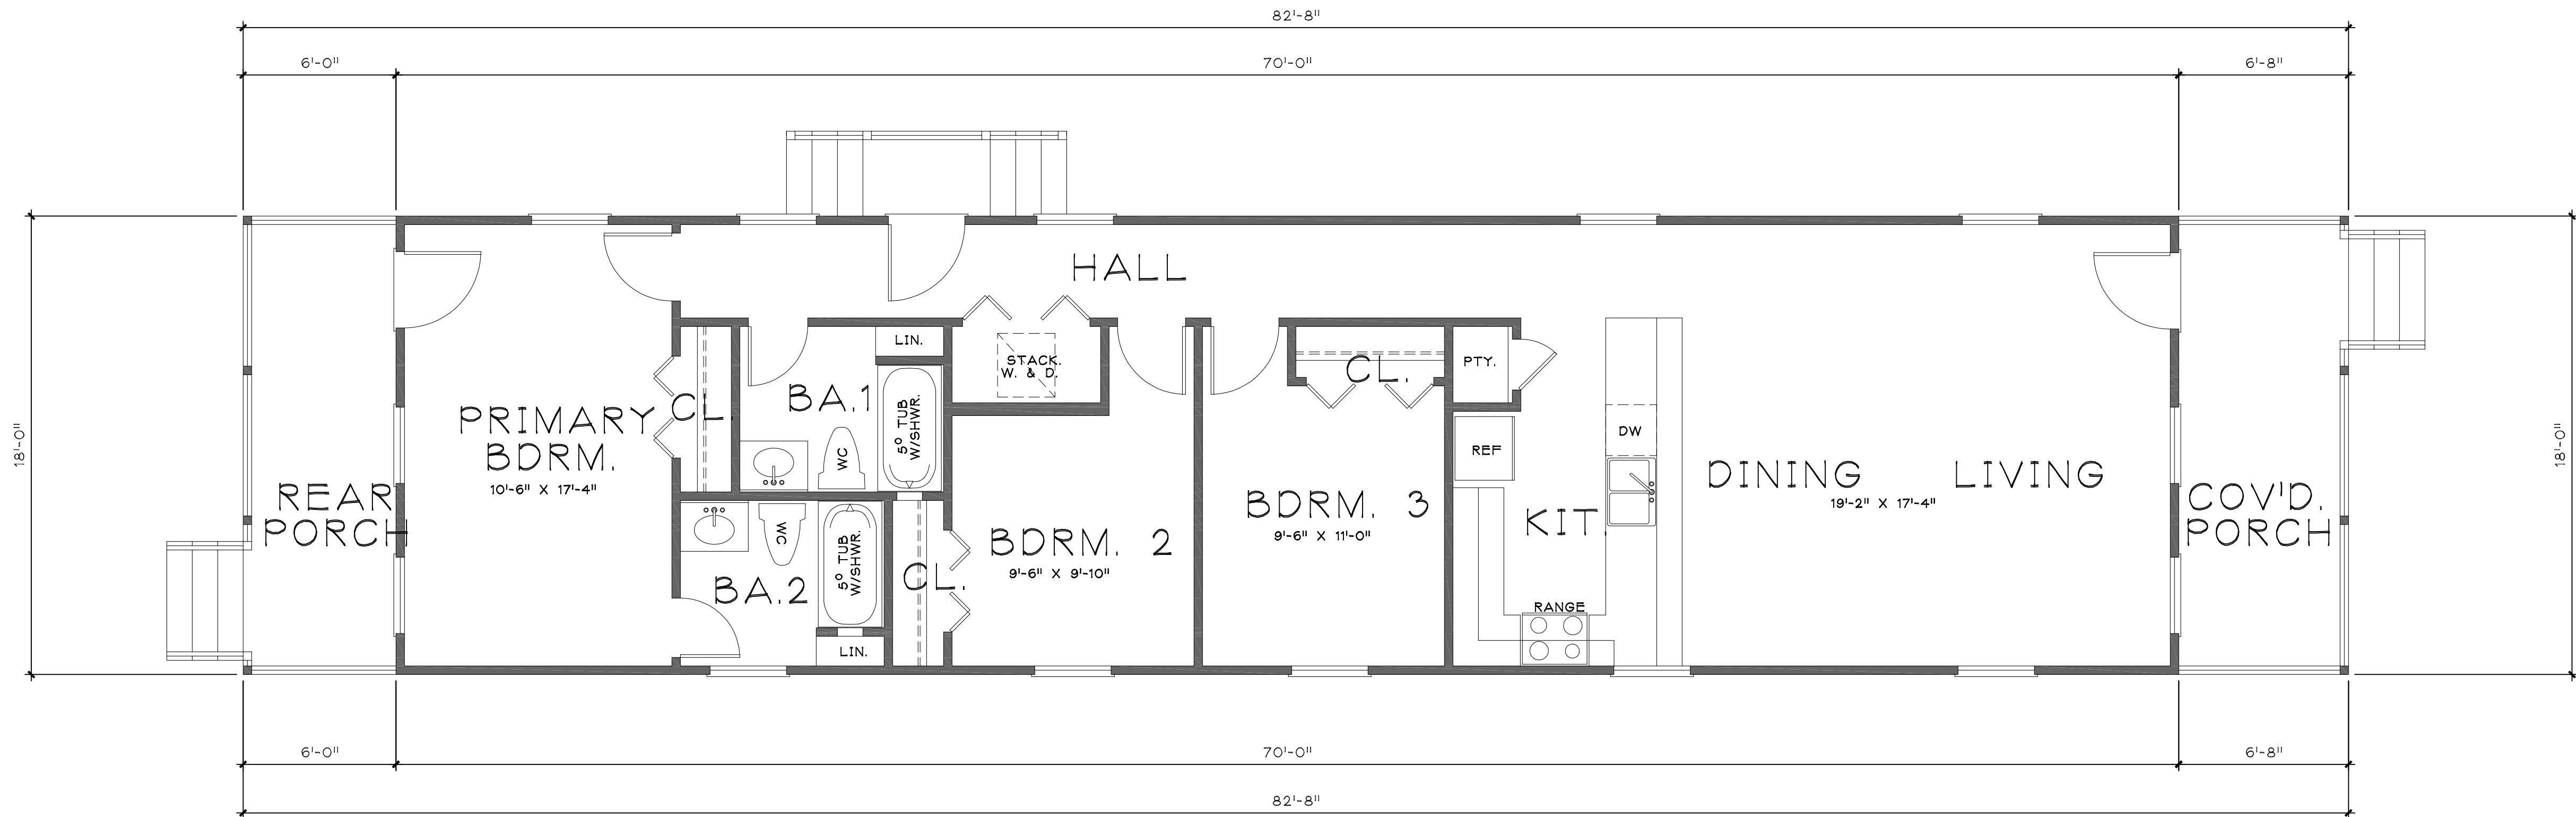 82'-8"
6'-0"
70'-0"
6'-8"
18'-0"
18'-0"
HALL
LIN.
STACK.
W. & D.
CL.
PTY.
PRIMARY
BDRM.
10'-6" X 17'-4"
CL.
BA.1
WC
5⁰ TUB
W/SHWR.
REF
DW
DINING
LIVING
19'-2" X 17'-4"
REAR
PORCH
COV'D.
PORCH
BDRM. 3
9'-6" X 11'-0"
KIT.
WC
BDRM. 2
9'-6" X 9'-10"
BA.2
5⁰ TUB
W/SHWR.
CL.
RANGE
LIN.
6'-0"
70'-0"
6'-8"
82'-8"